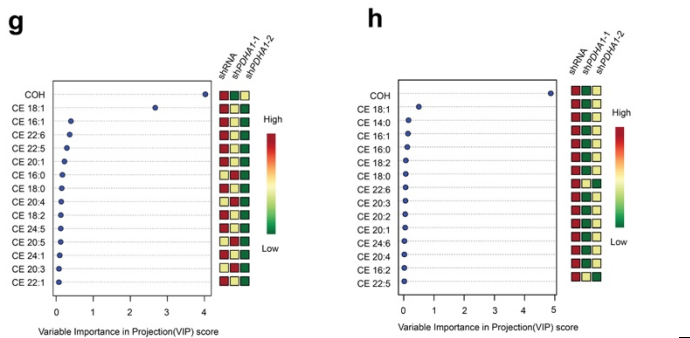 g
shRNA
shPDHA1-1
shPDHA1-2
COH
CE 18:1
CE 16:1
CE 22:6
CE 22:5
CE 20:1
CE 16:0
CE 18:0
CE 20:4
CE 18:2
CE 24:5
CE 20:5
CE 24:1
CE 20:3
CE 22:1
High
Low
0 1 2 3 4
Variable Importance in Projection(VIP) score
h
shRNA
shPDHA1-1
shPDHA1-2
COH
CE 18:1
CE 14:0
CE 16:1
CE 16:0
CE 18:2
CE 18:0
CE 22:6
CE 20:3
CE 20:2
CE 20:1
CE 24:6
CE 20:4
CE 16:2
CE 22:5
High
Low
0 1 2 3 4 5
Variable Importance in Projection(VIP) score